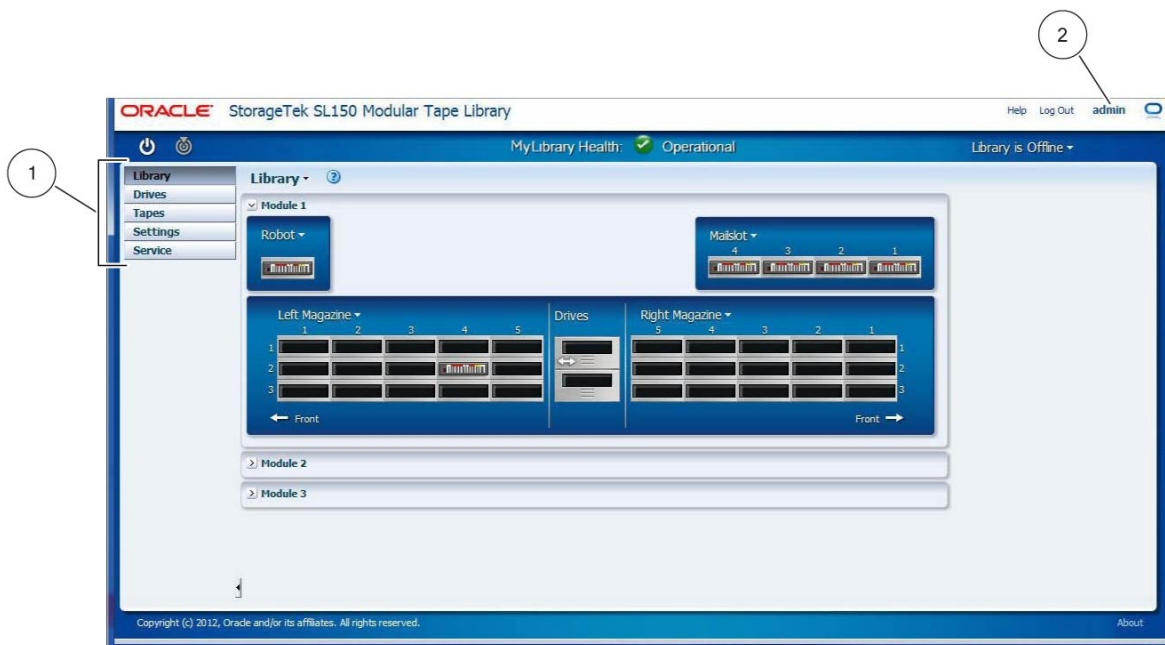 2
ORACLE StorageTek SL150 Modular Tape Library Help Log Out admin
MyLibrary Health: Operational Library is Offline
1
Library
Drives
Tapes
Settings
Service
Library ?
Module 1
Robot
Mailslot
4 3 2 1
Left Magazine Drives Right Magazine
1 2 3 4 5 5 4 3 2 1
1 1
2 2
3 3
Front Front
Module 2
Module 3
Copyright (c) 2012, Oracle and/or its affiliates. All rights reserved. About